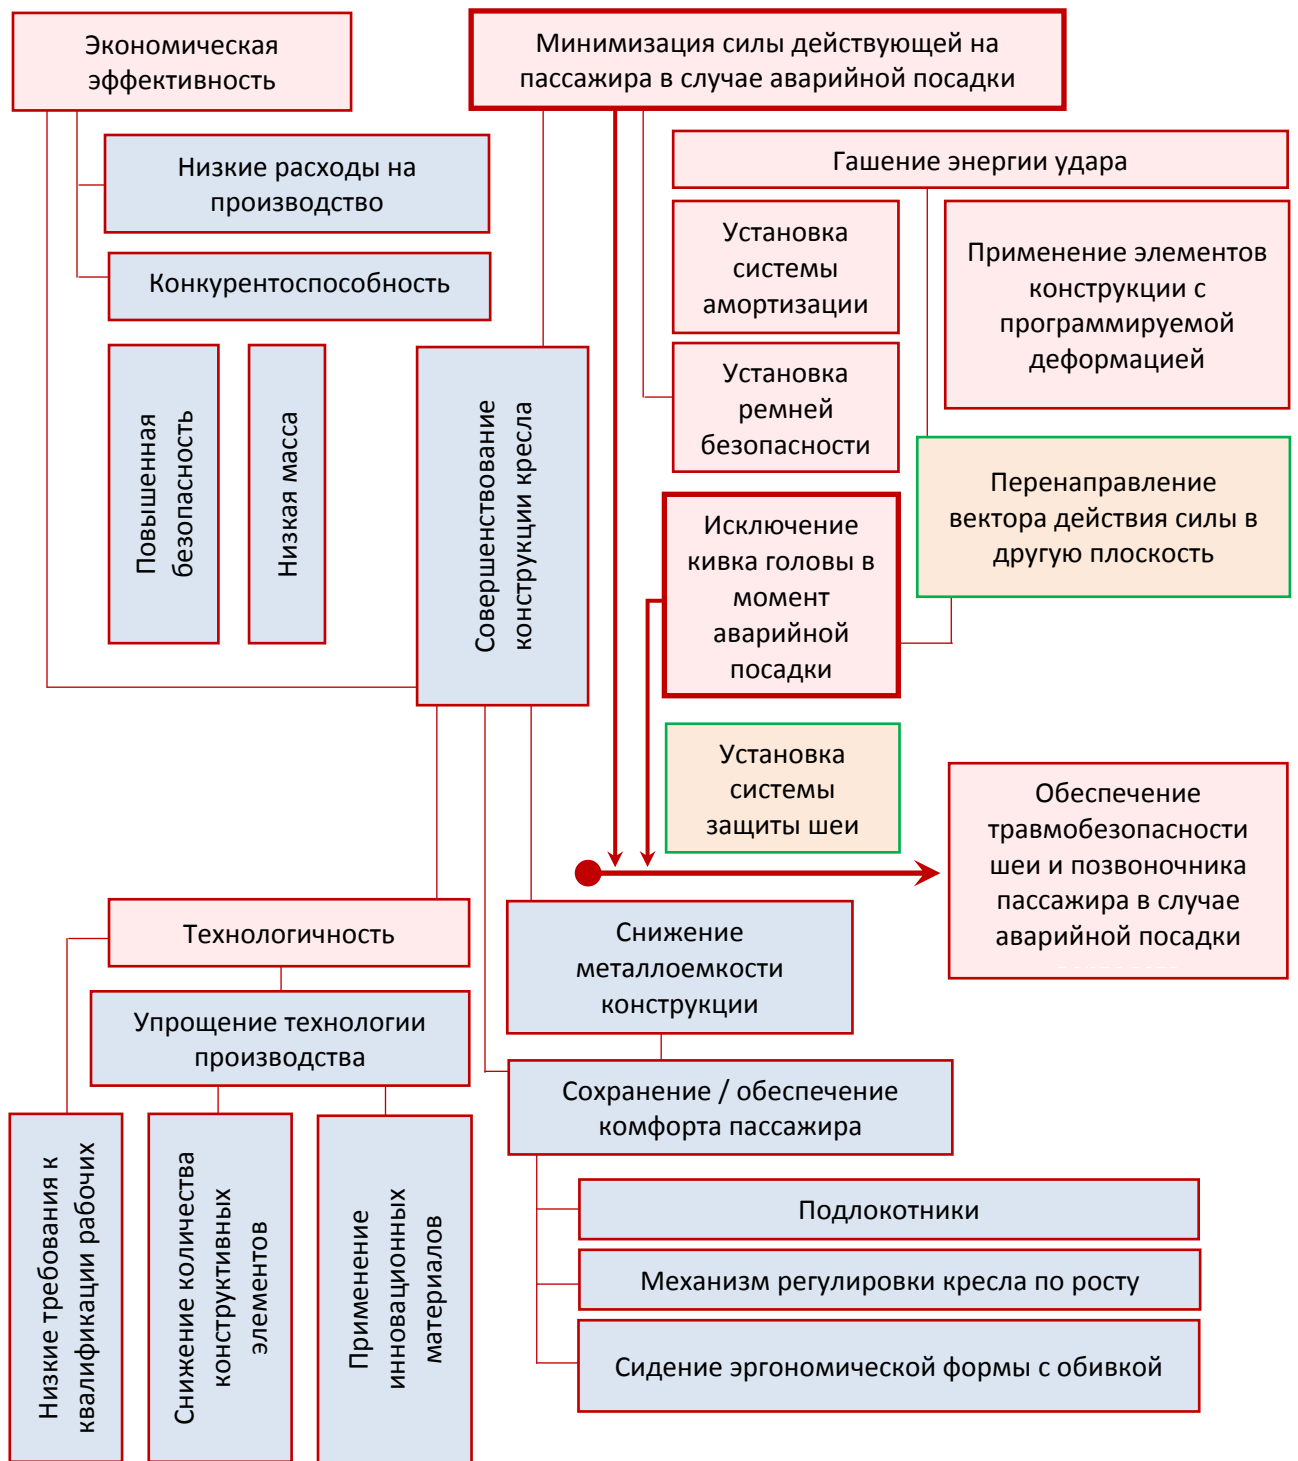 Экономическая
эффективность
Минимизация силы действующей на
пассажира в случае аварийной посадки
Низкие расходы на
производство
Конкурентоспособность
Повышенная
безопасность
Низкая масса
Совершенствование
конструкции кресла
Гашение энергии удара
Установка
системы
амортизации
Применение элементов
конструкции с
программируемой
деформацией
Установка
ремней
безопасности
Перенаправление
вектора действия силы в
другую плоскость
Исключение
кивка головы в
момент
аварийной
посадки
Установка
системы
защиты шеи
Обеспечение
травмобезопасности
шеи и позвоночника
пассажира в случае
аварийной посадки
Технологичность
Снижение
металлоемкости
конструкции
Упрощение технологии
производства
Сохранение / обеспечение
комфорта пассажира
Низкие требования к
квалификации рабочих
Снижение количества
конструктивных
элементов
Применение
инновационных
материалов
Подлокотники
Механизм регулировки кресла по росту
Сидение эргономической формы с обивкой